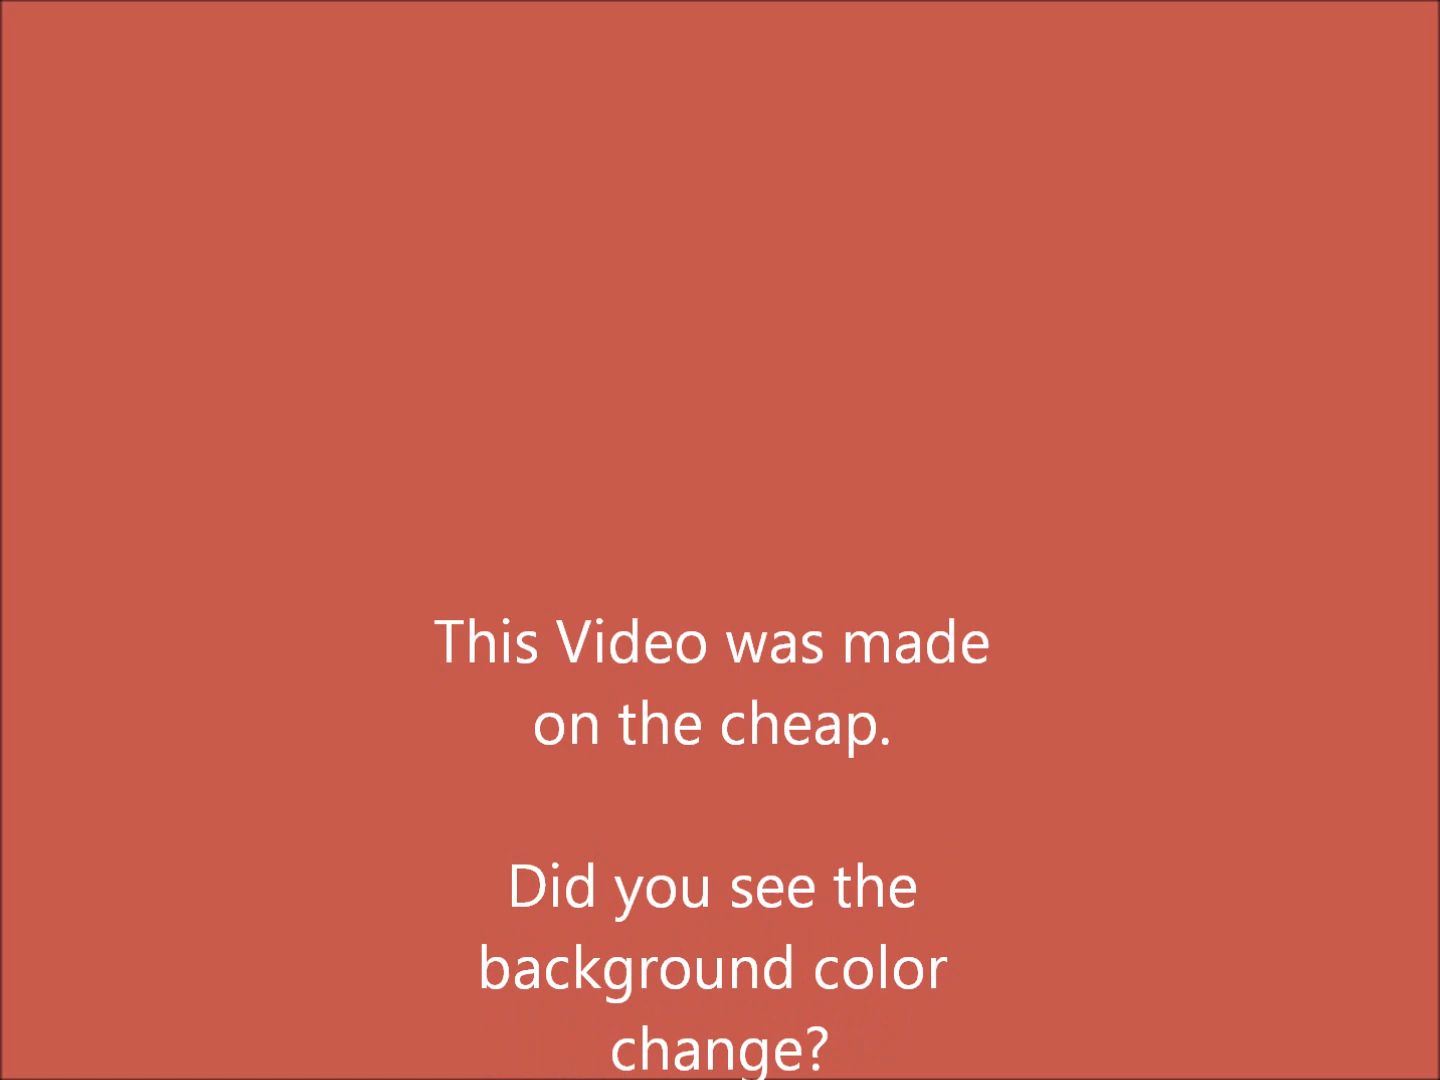 This Video was made
on the cheap.
Did you see the
background color
change?